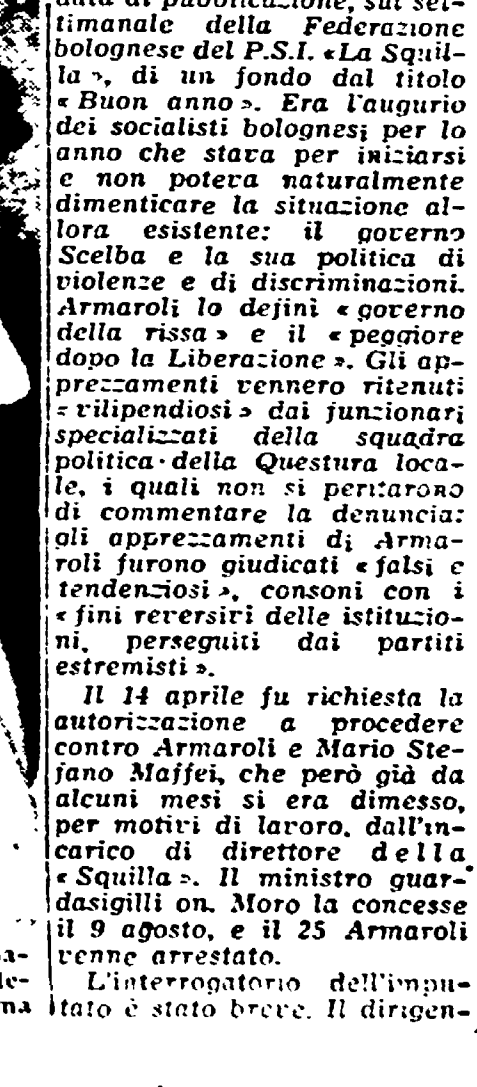 data di pubblicazione, sul set-
timanale della Federazione
bolognese del P.S.I. «La Squil-
la», di un fondo dal titolo
«Buon anno». Era l'augurio
dei socialisti bolognesi per lo
anno che stava per iniziarsi
e non poteva naturalmente
dimenticare la situazione al-
lora esistente: il governo
Scelba e la sua politica di
violenze e di discriminazioni.
Armaroli lo definì «governo
della rissa» e il «peggiore
dopo la Liberazione». Gli ap-
prezzamenti vennero ritenuti
«vilipendiosi» dai funzionari
specializzati della squadra
politica della Questura loca-
le, i quali non si peritarono
di commentare la denuncia:
gli apprezzamenti di Arma-
roli furono giudicati «falsi e
tendenziosi», consoni con i
«fini reversivi delle istituzio-
ni, perseguiti dai partiti
estremisti».
Il 14 aprile fu richiesta la
autorizzazione a procedere
contro Armaroli e Mario Ste-
fano Maffei, che però già da
alcuni mesi si era dimesso,
per motivi di lavoro, dall'in-
carico di direttore della
«Squilla». Il ministro guar-
dasigilli on. Moro la concesse
il 9 agosto, e il 25 Armaroli
venne arrestato.
L'interrogatorio dell'impu-
tato è stato breve. Il dirigen-